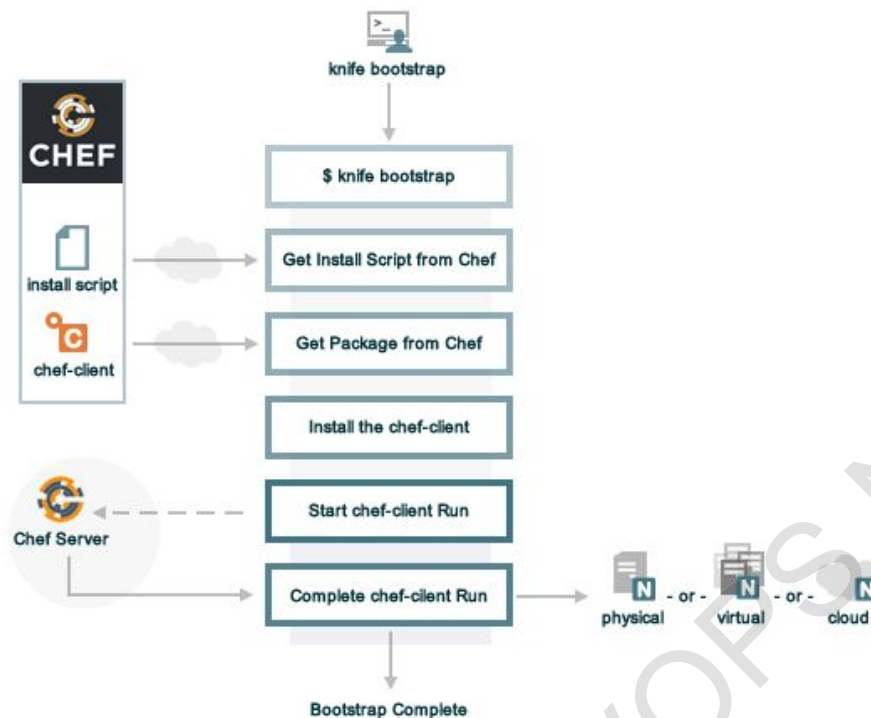 >_
knife bootstrap
CHEF
$ knife bootstrap
Get Install Script from Chef
install script
Get Package from Chef
C
chef-client
Install the chef-client
Start chef-client Run
Chef Server
Complete chef-client Run
N - or - N - or - N
physical virtual cloud
Bootstrap Complete
OPS